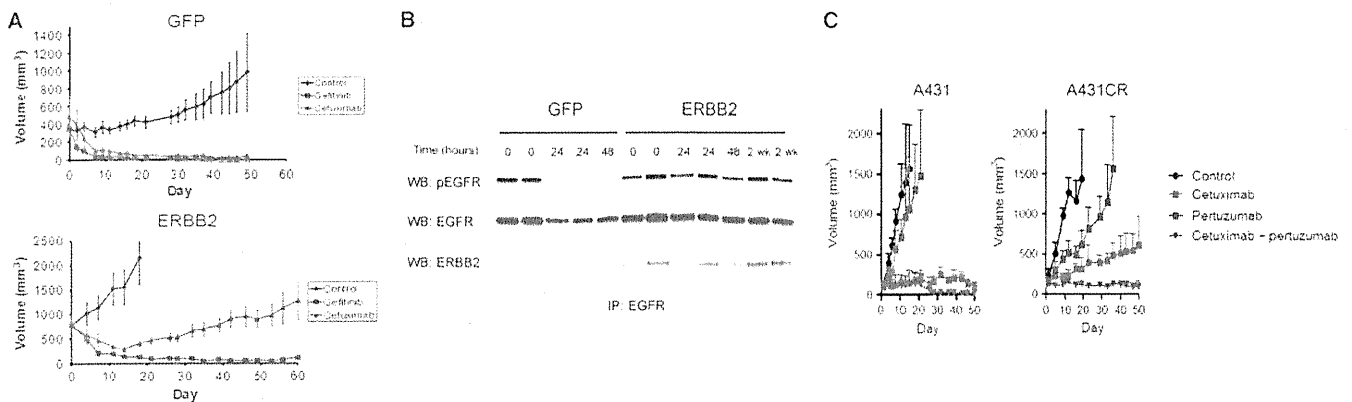 A
GFP
Volume (mm³)
1400
1200
1000
800
600
400
200
0
0 10 20 30 40 50 60
Day
Control
Gefitinib
Cetuximab
ERBB2
Volume (mm³)
2500
2000
1500
1000
500
0
0 10 20 30 40 50 60
Day
Control
Gefitinib
Cetuximab
B
GFP ERBB2
Time (hours) 0 0 24 24 48 0 0 24 24 48 2 wk 2 wk
WB: pEGFR
WB: EGFR
WB: ERBB2
IP: EGFR
C
A431
Volume (mm³)
2000
1500
1000
500
0
0 10 20 30 40 50
Day
A431CR
Volume (mm³)
2000
1500
1000
500
0
0 10 20 30 40 50
Day
Control
Cetuximab
Pertuzumab
Cetuximab – pertuzumab